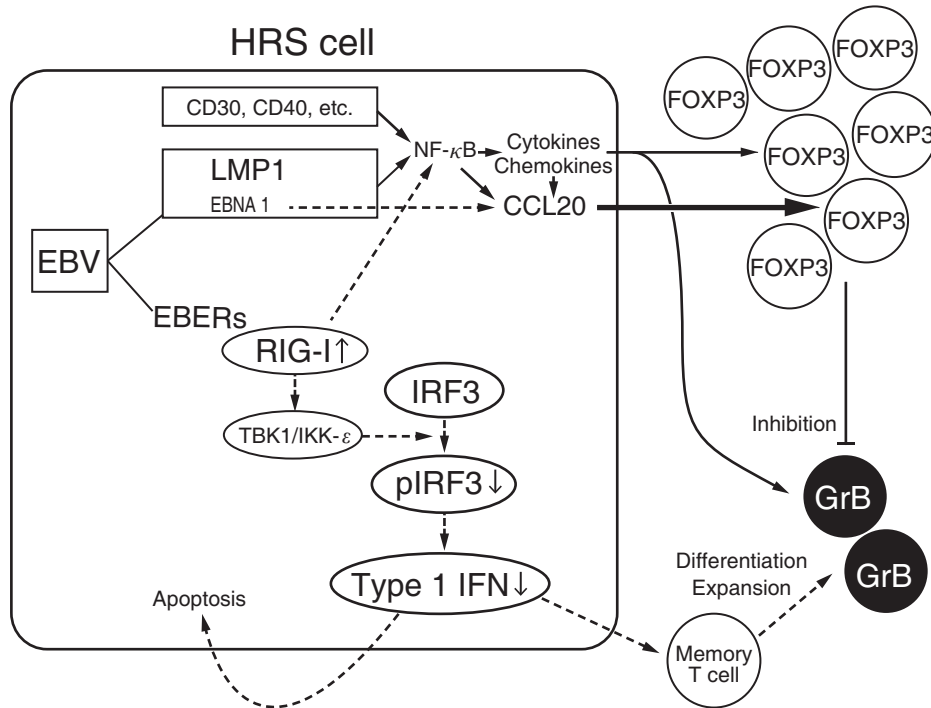 HRS cell
CD30, CD40, etc.
LMP1
EBNA 1
NF-κB
Cytokines
Chemokines
CCL20
EBV
EBERs
RIG-I↑
TBK1/IKK-ε
IRF3
pIRF3↓
Type 1 IFN↓
Apoptosis
FOXP3
FOXP3
FOXP3
FOXP3
FOXP3
FOXP3
FOXP3
Inhibition
GrB
GrB
Differentiation
Expansion
Memory
T cell